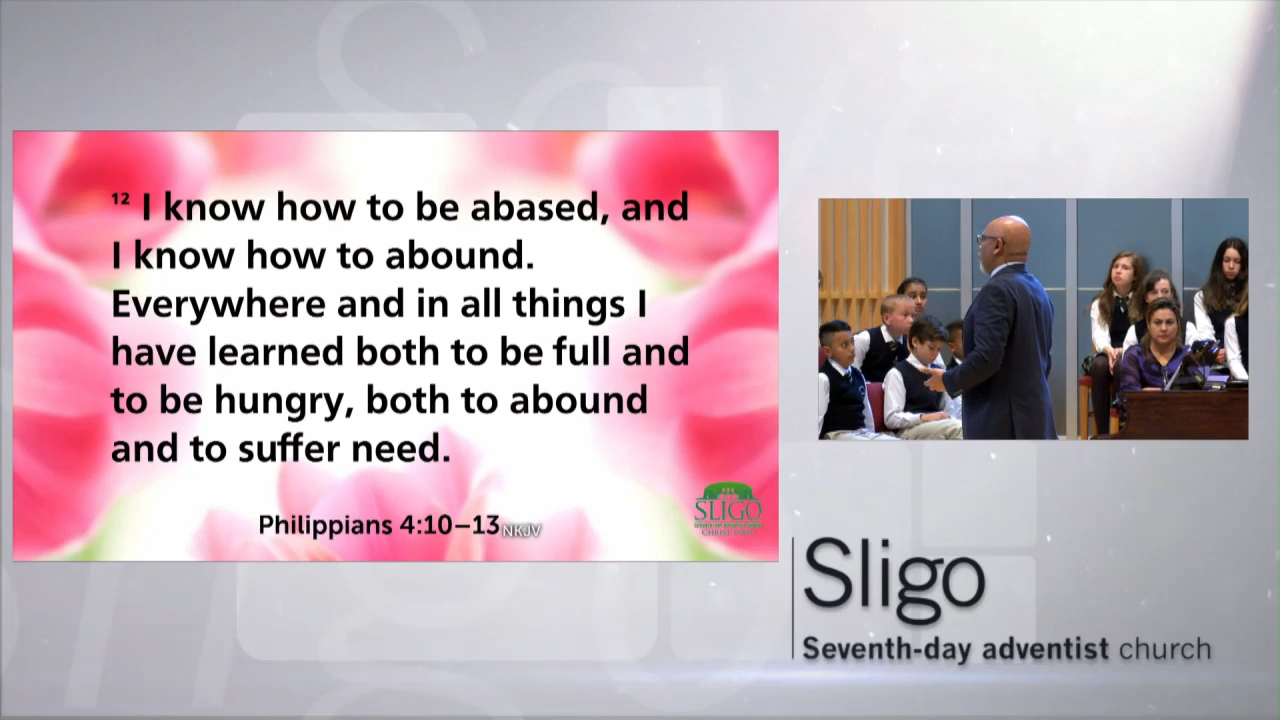 ¹² I know how to be abased, and
I know how to abound.
Everywhere and in all things I
have learned both to be full and
to be hungry, both to abound
and to suffer need.
Philippians 4:10–13 NKJV
SLIGO
Sligo
Seventh-day adventist church